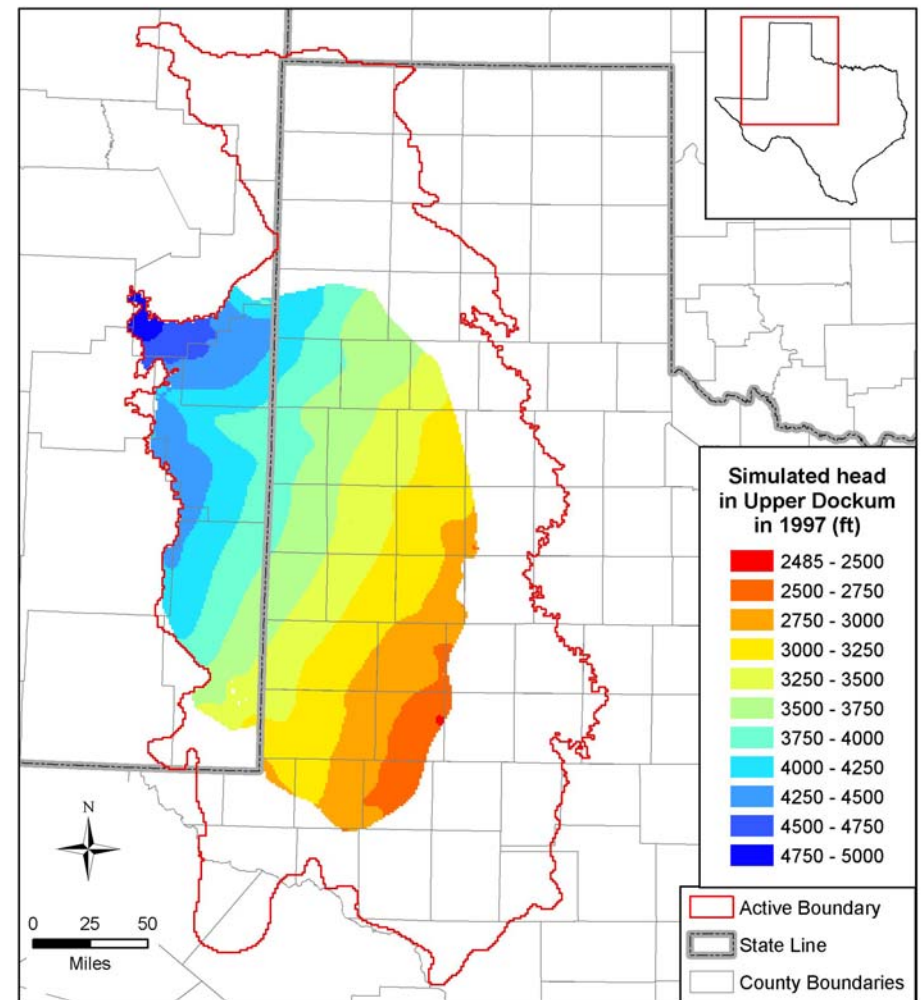 Simulated head
in Upper Dockum
in 1997 (ft)
2485 - 2500
2500 - 2750
2750 - 3000
3000 - 3250
3250 - 3500
3500 - 3750
3750 - 4000
4000 - 4250
4250 - 4500
4500 - 4750
4750 - 5000
N
0 25 50
Miles
Active Boundary
State Line
County Boundaries